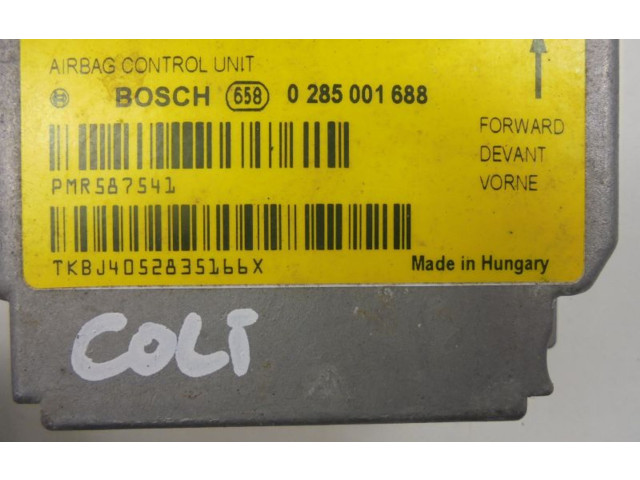 AIRBAG CONTROL UNIT
BOSCH 658 0 285 001 688
PMR587541
FORWARD
DEVANT
VORNE
TKBJ4052835166X
Made in Hungary
COLT